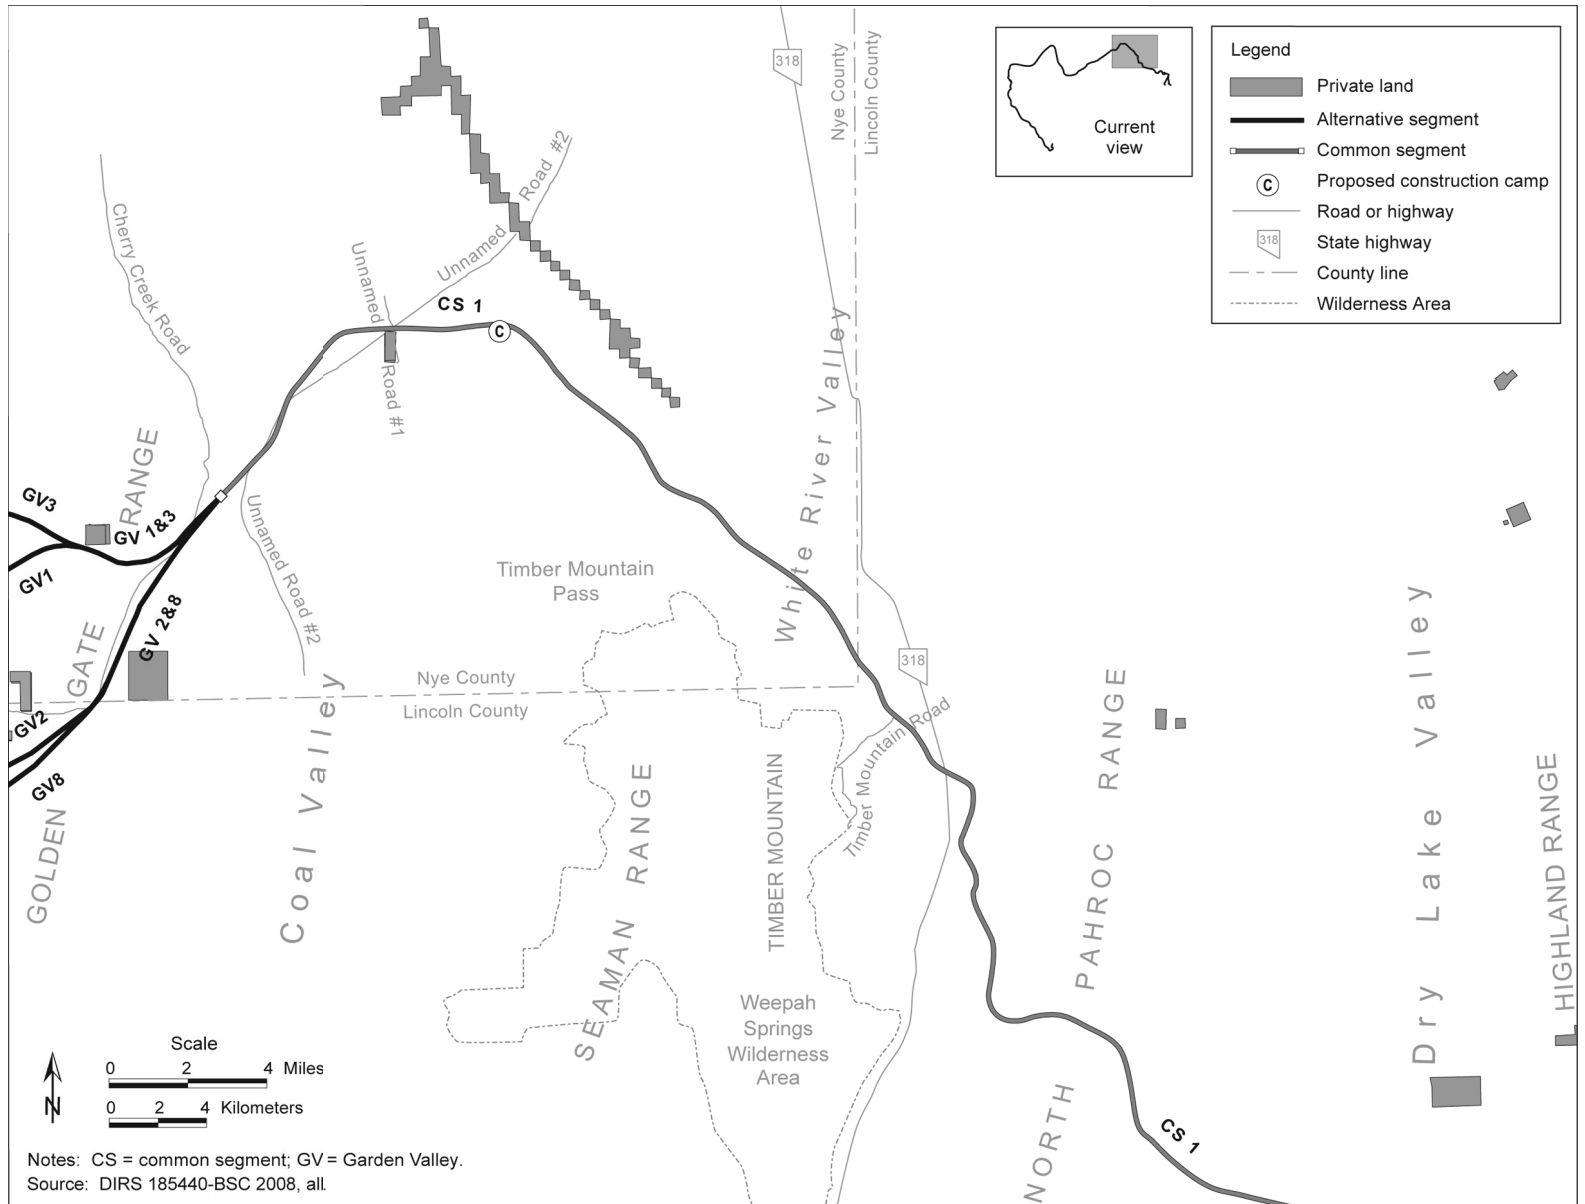 318
Nye County
Lincoln County
Current
view
Legend
Private land
Alternative segment
Common segment
C
Proposed construction camp
Road or highway
318
State highway
County line
Wilderness Area
Cherry Creek Road
Unnamed
Road #1
Unnamed
Road #2
CS 1
C
White River Valley
GV3
RANGE
GV 1&3
GV1
Unnamed Road #2
GV 2&8
GATE
Timber Mountain
Pass
Nye County
Lincoln County
318
GV2
GV8
GOLDEN
Coal Valley
SEAMAN RANGE
TIMBER MOUNTAIN
Timber Mountain Road
Weepah
Springs
Wilderness
Area
NORTH
PAHROC RANGE
Dry Lake Valley
HIGHLAND RANGE
CS 1
N
Scale
0 2 4 Miles
0 2 4 Kilometers
Notes: CS = common segment; GV = Garden Valley.
Source: DIRS 185440-BSC 2008, all.